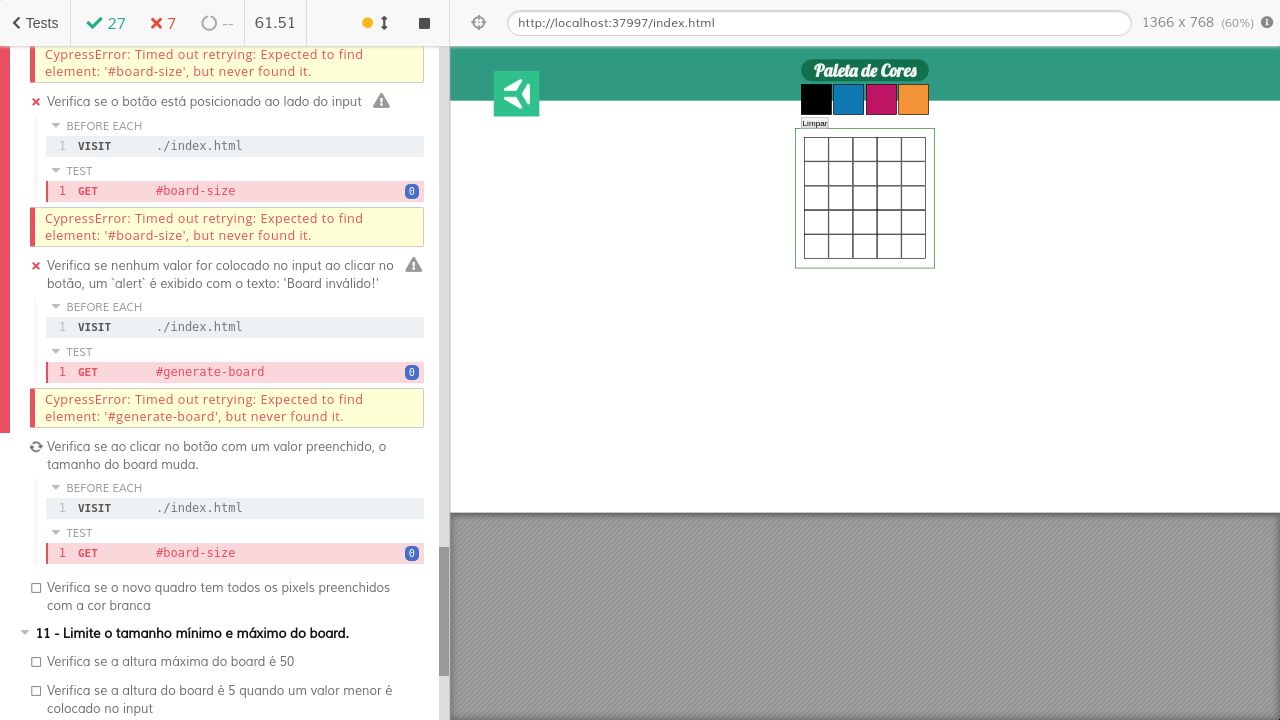 Tests
27
7
--
61.51
http://localhost:37997/index.html
1366 x 768 (60%)
CypressError: Timed out retrying: Expected to find
element: '#board-size', but never found it.
Verifica se o botão está posicionado ao lado do input
BEFORE EACH
1 VISIT ./index.html
TEST
1 GET #board-size 0
CypressError: Timed out retrying: Expected to find
element: '#board-size', but never found it.
Verifica se nenhum valor for colocado no input ao clicar no
botão, um `alert` é exibido com o texto: 'Board inválido!'
BEFORE EACH
1 VISIT ./index.html
TEST
1 GET #generate-board 0
CypressError: Timed out retrying: Expected to find
element: '#generate-board', but never found it.
Verifica se ao clicar no botão com um valor preenchido, o
tamanho do board muda.
BEFORE EACH
1 VISIT ./index.html
TEST
1 GET #board-size 0
Verifica se o novo quadro tem todos os pixels preenchidos
com a cor branca
11 - Limite o tamanho mínimo e máximo do board.
Verifica se a altura máxima do board é 50
Verifica se a altura do board é 5 quando um valor menor é
colocado no input
Paleta de Cores
Limpar